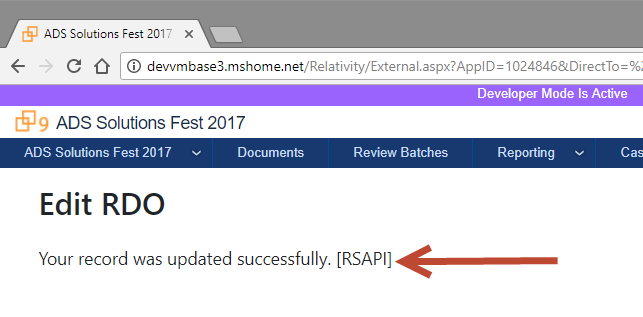 ADS Solutions Fest 2017
devvmbase3.mshome.net/Relativity/External.aspx?AppID=1024846&DirectTo=%
Developer Mode Is Active
9 ADS Solutions Fest 2017
ADS Solutions Fest 2017 Documents Review Batches Reporting Cas
Edit RDO
Your record was updated successfully. [RSAPI]